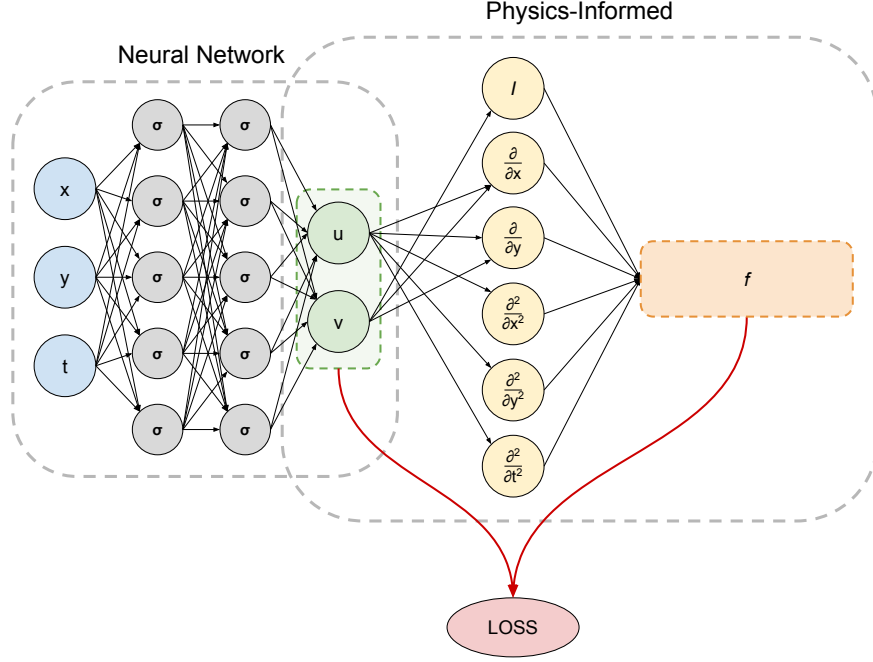 Physics-Informed
Neural Network
x
y
t
σ
σ
σ
σ
σ
σ
σ
σ
σ
σ
u
v
I
∂/∂x
∂/∂y
∂²/∂x²
∂²/∂y²
∂²/∂t²
f
LOSS